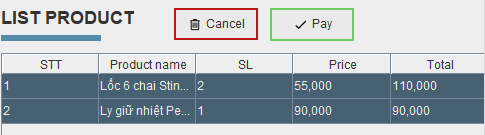 LIST PRODUCT Cancel Pay
STT Product name SL Price Total
1 Lốc 6 chai Stin... 2 55,000 110,000
2 Ly giữ nhiệt Pe... 1 90,000 90,000